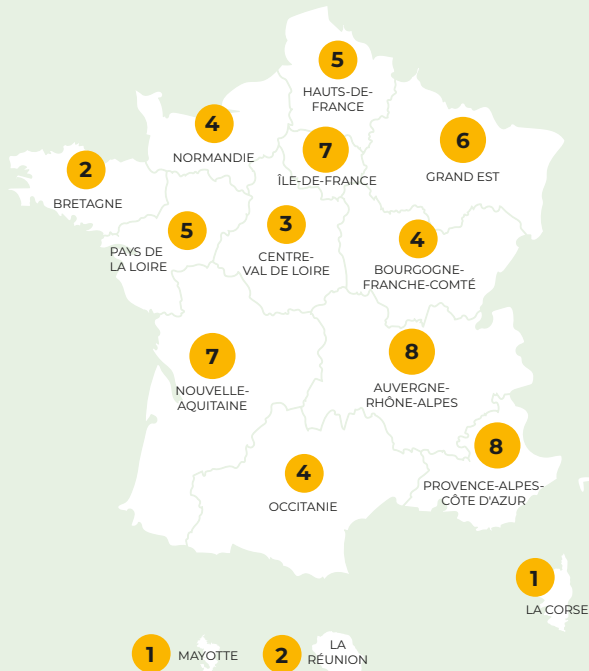 5
HAUTS-DE-
FRANCE
4
NORMANDIE
7
ÎLE-DE-FRANCE
6
GRAND EST
2
BRETAGNE
5
PAYS DE
LA LOIRE
3
CENTRE-
VAL DE LOIRE
4
BOURGOGNE-
FRANCHE-COMTÉ
7
NOUVELLE-
AQUITAINE
8
AUVERGNE-
RHÔNE-ALPES
4
OCCITANIE
8
PROVENCE-ALPES-
CÔTE D'AZUR
1
LA CORSE
1
MAYOTTE
2
LA
RÉUNION